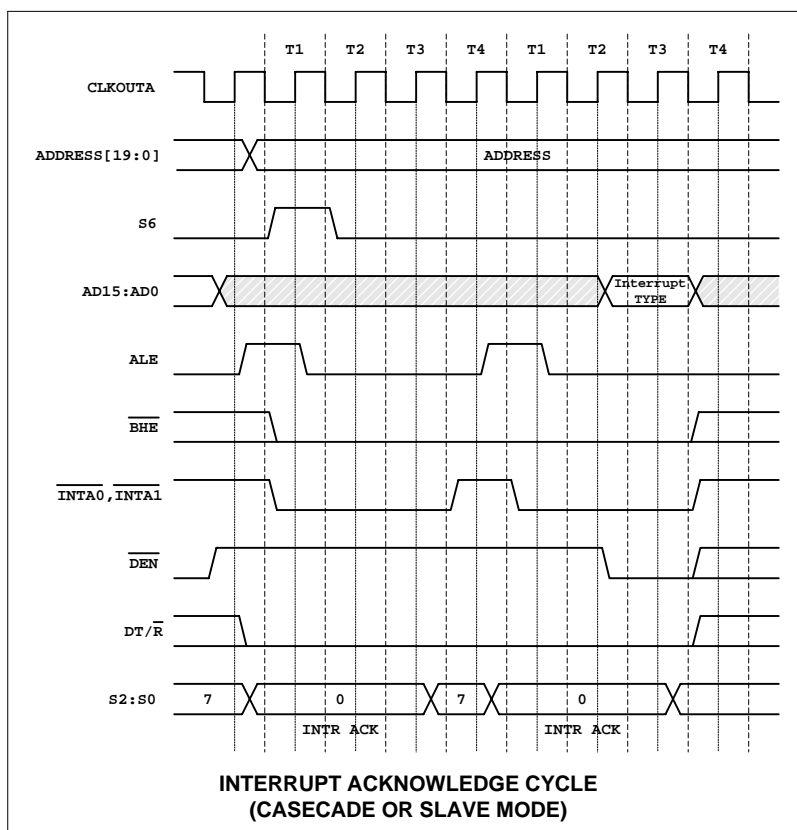 T1 T2 T3 T4 T1 T2 T3 T4
CLKOUTA
ADDRESS[19:0] ADDRESS
S6
AD15:AD0 Interrupt TYPE
ALE
BHE
INTA0,INTA1
DEN
DT/R
S2:S0 7 0 7 0
INTR ACK INTR ACK
INTERRUPT ACKNOWLEDGE CYCLE
(CASECADE OR SLAVE MODE)